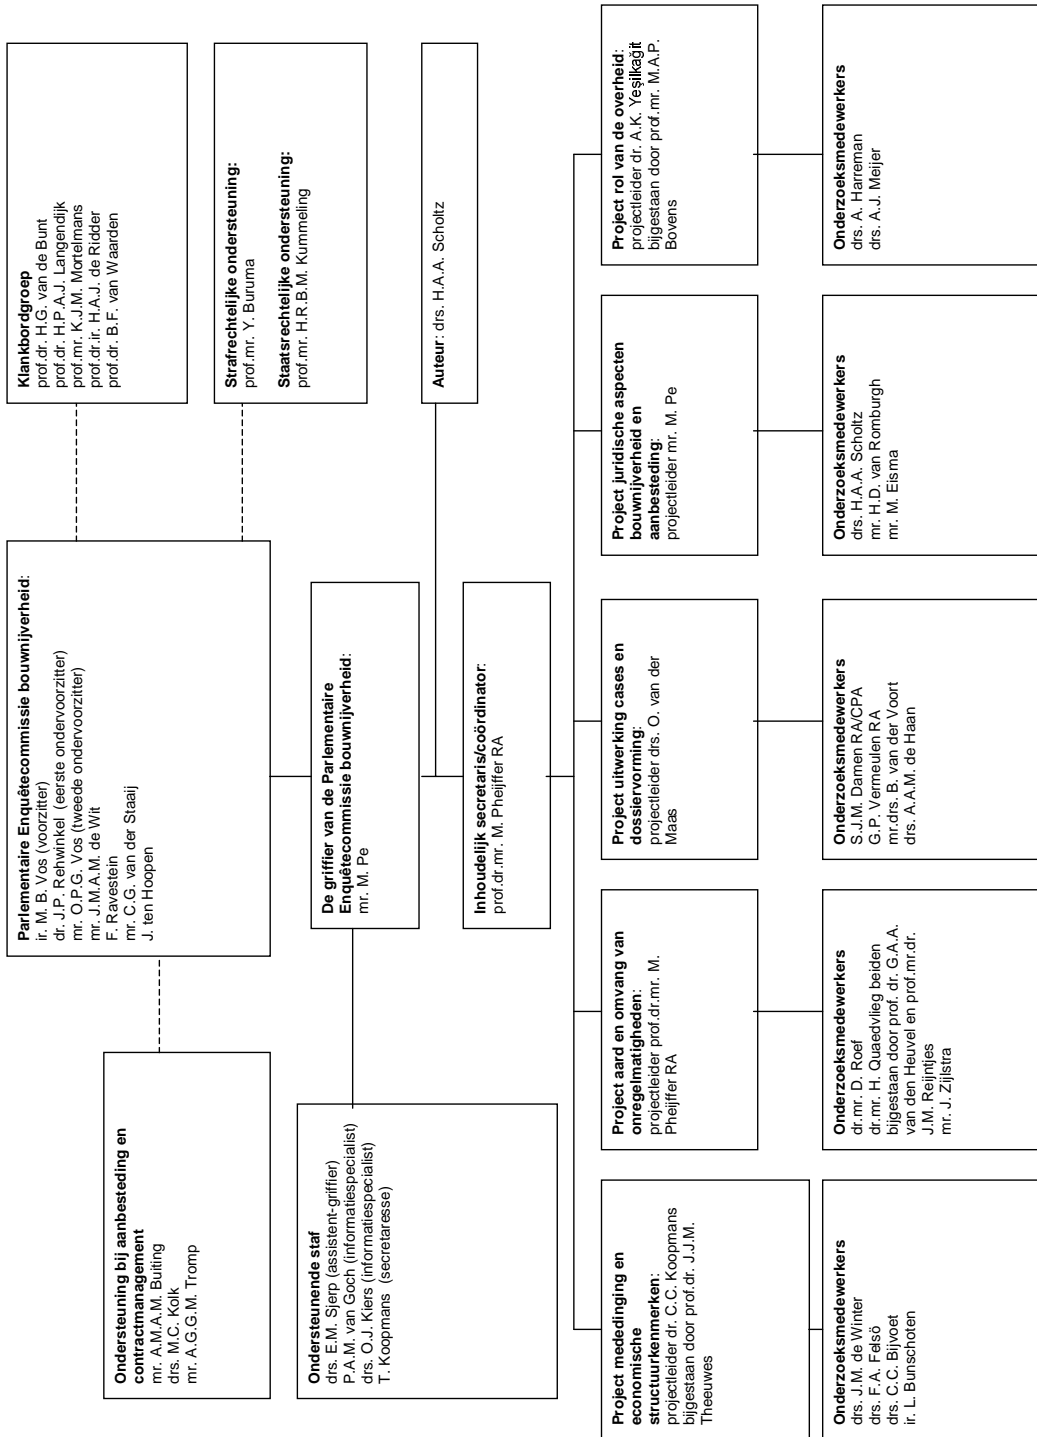 Ondersteuning bij aanbesteding en
contractmanagement
mr. A.M.A.M. Buiting
drs. M.C. Kolk
mr. A.G.G.M. Tromp
Parlementaire Enquêtecommissie bouwnijverheid:
ir. M. B. Vos (voorzitter)
dr. J.P. Rehwinkel (eerste ondervoorzitter)
mr. O.P.G. Vos (tweede ondervoorzitter)
mr. J.M.A.M. de Wit
F. Ravestein
mr. C.G. van der Staaij
J. ten Hoopen
Klankbordgroep
prof.dr. H.G. van de Bunt
prof.dr. H.P.A.J. Langendijk
prof.mr. K.J.M. Mortelmans
prof.dr.ir. H.A.J. de Ridder
prof.dr. B.F. van Waarden
Strafrechtelijke ondersteuning:
prof.mr. Y. Buruma
Staatsrechtelijke ondersteuning:
prof.mr. H.R.B.M. Kummeling
Ondersteunende staf
drs. E.M. Sjerp (assistent-griffier)
P.A.M. van Goch (informatiespecialist)
drs. O.J. Kiers (informatiespecialist)
T. Koopmans (secretaresse)
De griffier van de Parlementaire
Enquêtecommissie bouwnijverheid:
mr. M. Pe
Auteur: drs. H.A.A. Scholtz
Inhoudelijk secretaris/coördinator:
prof.dr.mr. M. Pheijffer RA
Project mededinging en
economische
structuurkenmerken:
projectleider dr. C.C. Koopmans
bijgestaan door prof.dr. J.J.M.
Theeuwes
Project aard en omvang van
onregelmatigheden:
projectleider prof.dr.mr. M.
Pheijffer RA
Project uitwerking cases en
dossiervorming:
projectleider drs. O. van der
Maas
Project juridische aspecten
bouwnijverheid en
aanbesteding:
projectleider mr. M. Pe
Project rol van de overheid:
projectleider dr. A.K. Yeşilkağit
bijgestaan door prof.mr. M.A.P.
Bovens
Onderzoeksmedewerkers
drs. J.M. de Winter
drs. F.A. Felsö
drs. C.C. Bijvoet
ir. L. Bunschoten
Onderzoeksmedewerkers
dr.mr. D. Roef
dr.mr. H. Quaedvlieg beiden
bijgestaan door prof. dr. G.A.A.
van den Heuvel en prof.mr.dr.
J.M. Reijntjes
mr. J. Zijlstra
Onderzoeksmedewerkers
S.J.M. Damen RA/CPA
G.P. Vermeulen RA
mr.drs. B. van der Voort
drs. A.A.M. de Haan
Onderzoeksmedewerkers
drs. H.A.A. Scholtz
mr. H.D. van Romburgh
mr. M. Eisma
Onderzoeksmedewerkers
drs. A. Harreman
drs. A.J. Meijer